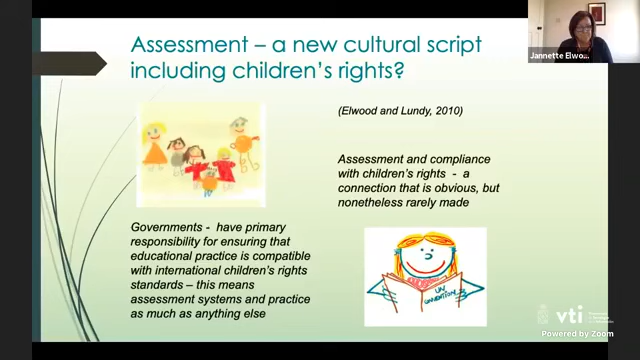 Assessment – a new cultural script
including children's rights?
(Elwood and Lundy, 2010)
Assessment and compliance
with children's rights - a
connection that is obvious, but
nonetheless rarely made
Governments - have primary
responsibility for ensuring that
educational practice is compatible
with international children's rights
standards – this means
assessment systems and practice
as much as anything else
UN
CONVENTION
Jannette Elwo...
vti
Powered by Zoom